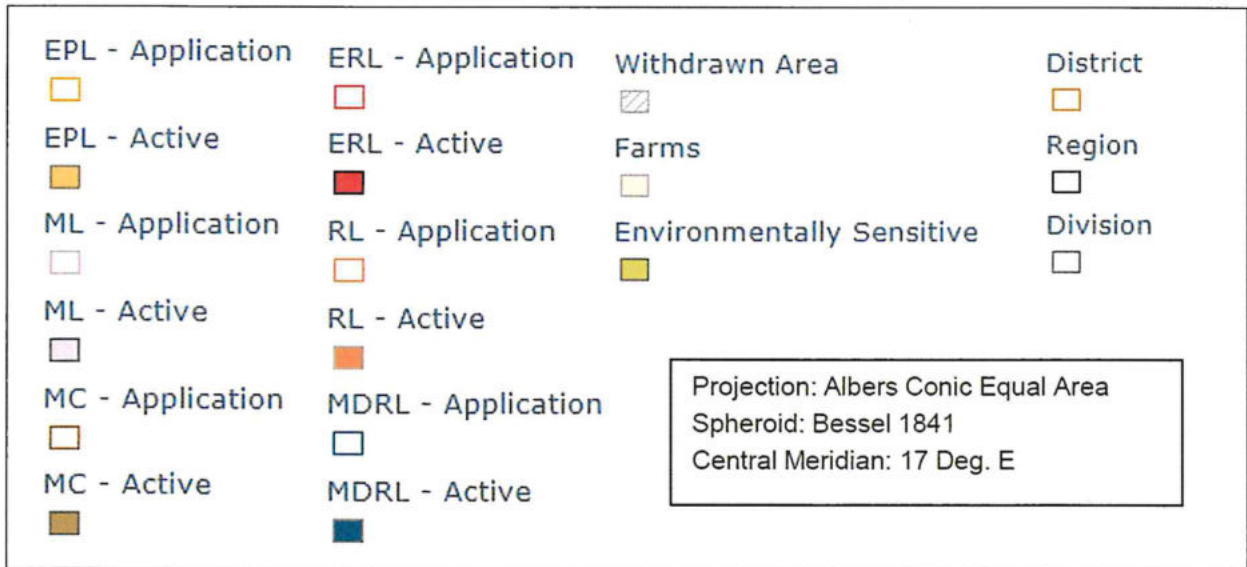 EPL - Application
EPL - Active
ML - Application
ML - Active
MC - Application
MC - Active
ERL - Application
ERL - Active
RL - Application
RL - Active
MDRL - Application
MDRL - Active
Withdrawn Area
Farms
Environmentally Sensitive
District
Region
Division
Projection: Albers Conic Equal Area
Spheroid: Bessel 1841
Central Meridian: 17 Deg. E